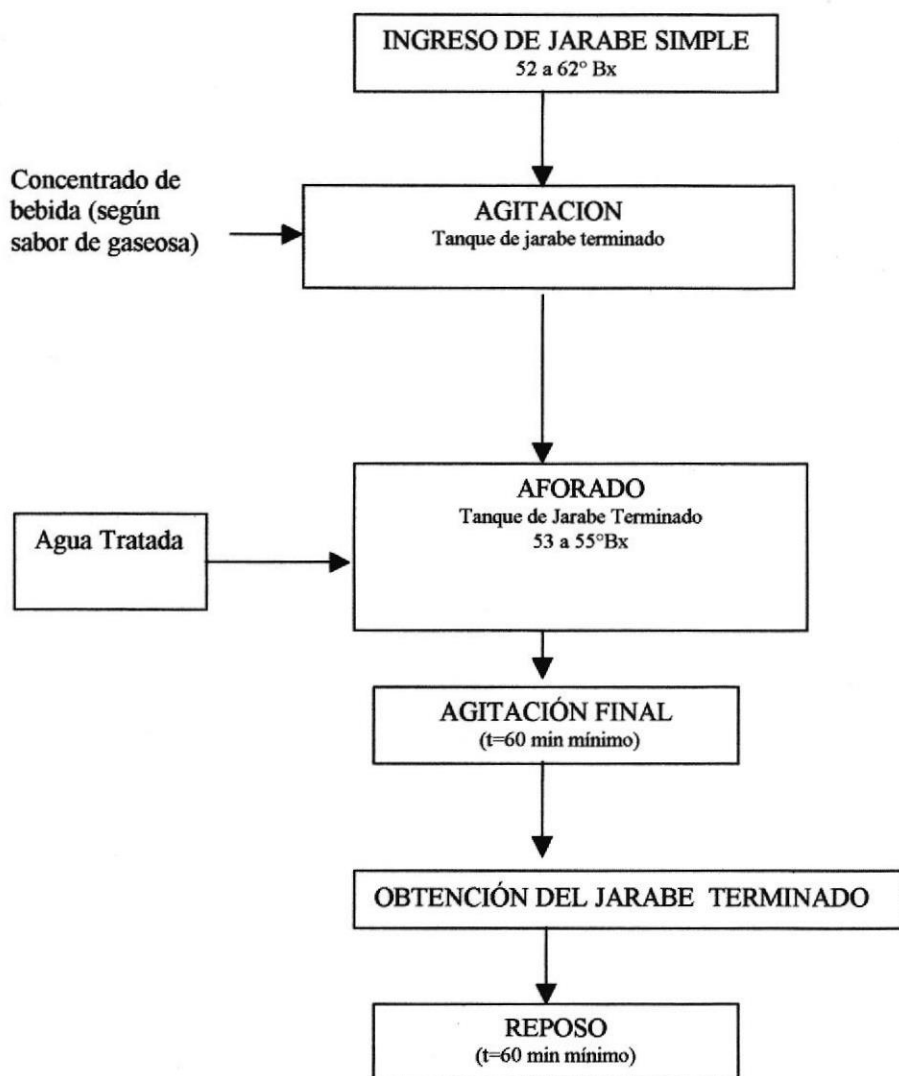 INGRESO DE JARABE SIMPLE
52 a 62° Bx
Concentrado de
bebida (según
sabor de gaseosa)
AGITACION
Tanque de jarabe terminado
AFORADO
Tanque de Jarabe Terminado
53 a 55°Bx
Agua Tratada
AGITACIÓN FINAL
(t=60 min mínimo)
OBTENCIÓN DEL JARABE TERMINADO
REPOSO
(t=60 min mínimo)